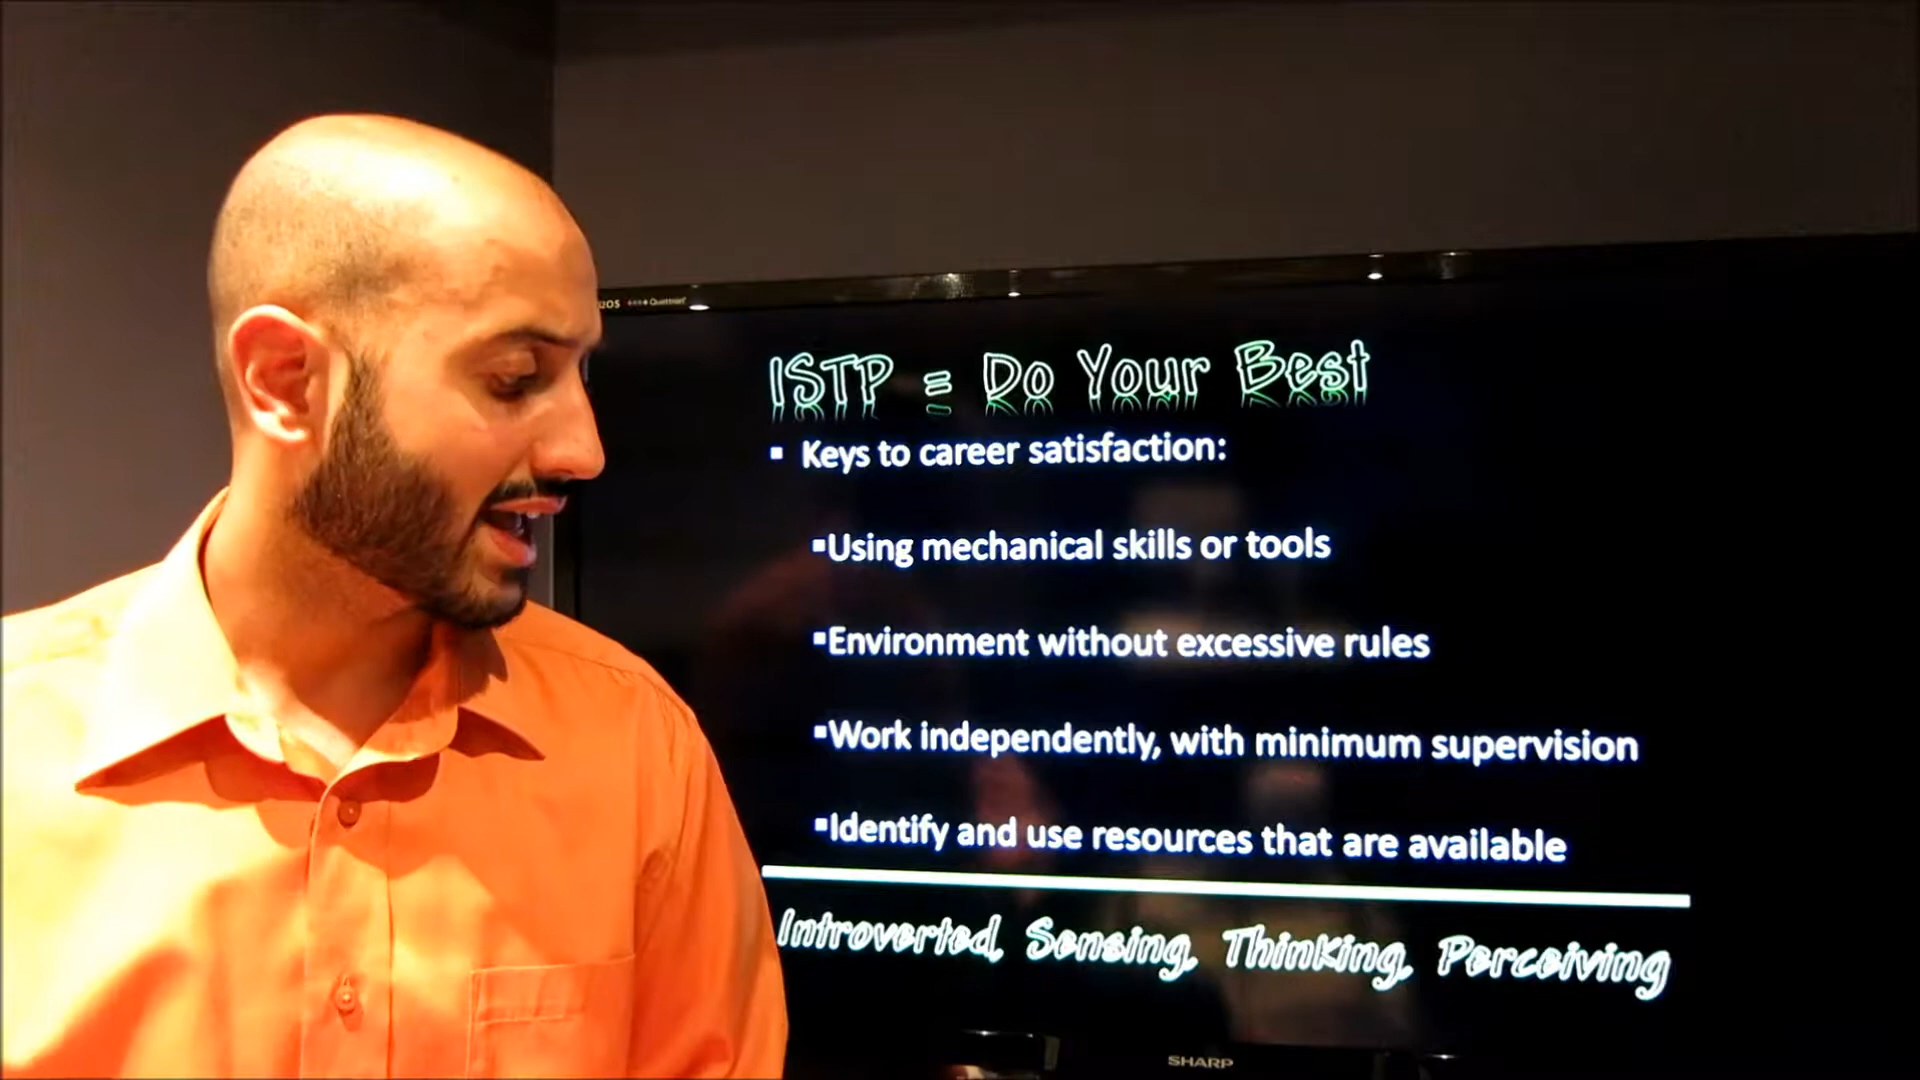 Quattron
ISTP = Do Your Best
▪ Keys to career satisfaction:
▪Using mechanical skills or tools
▪Environment without excessive rules
▪Work independently, with minimum supervision
▪Identify and use resources that are available
Introverted, Sensing, Thinking, Perceiving
SHARP